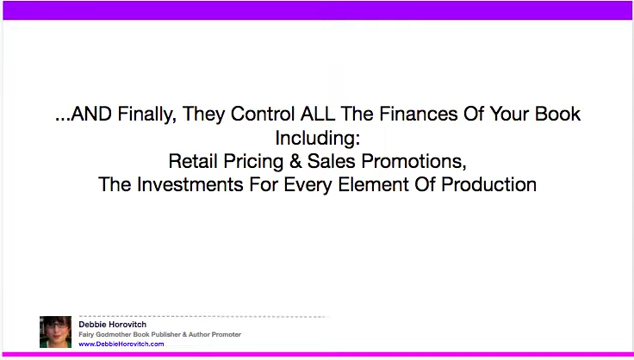 ...AND Finally, They Control ALL The Finances Of Your Book
Including:
Retail Pricing & Sales Promotions,
The Investments For Every Element Of Production
Debbie Horovitch
Fairy Godmother Book Publisher & Author Promoter
www.DebbieHorovitch.com